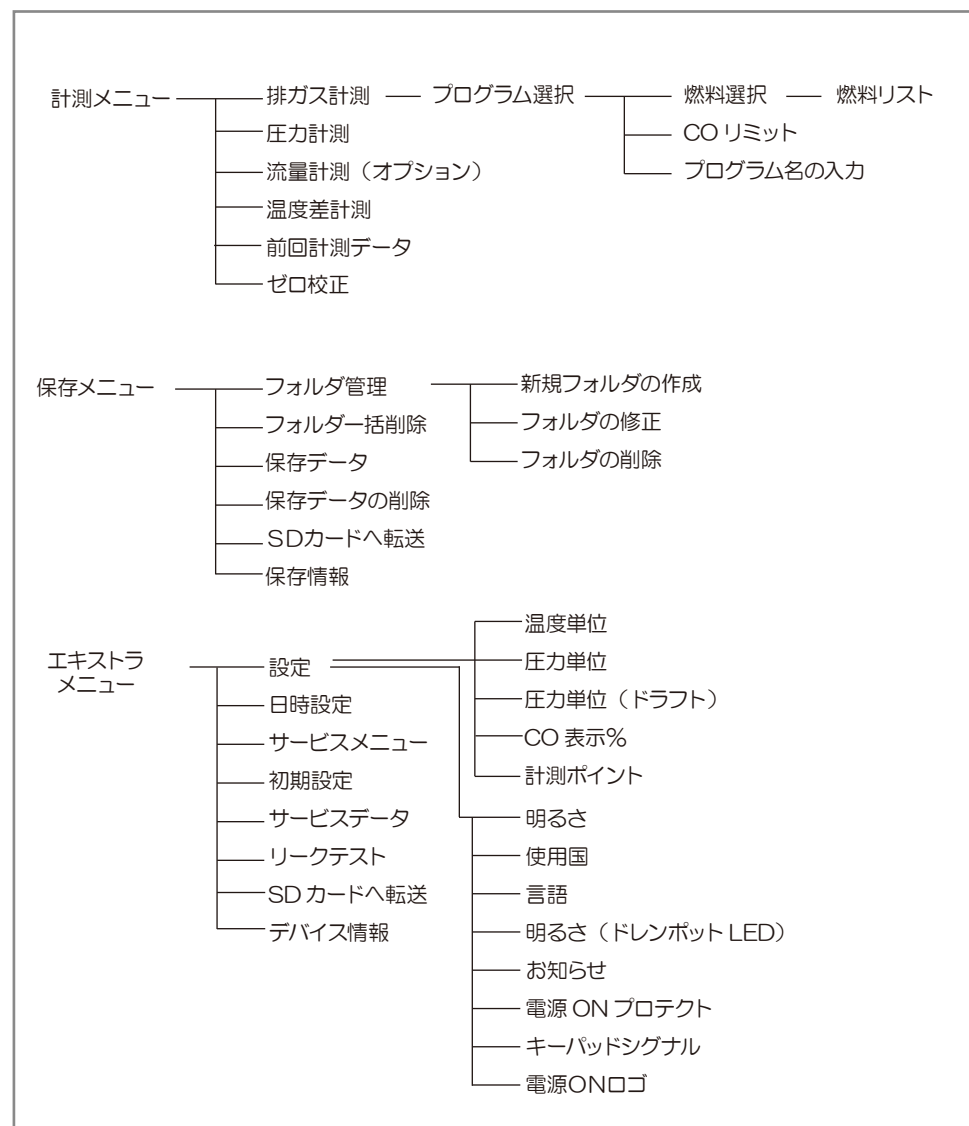 計測メニュー 排ガス計測 プログラム選択 燃料選択 燃料リスト
圧力計測 CO リミット
流量計測（オプション） プログラム名の入力
温度差計測
前回計測データ
ゼロ校正
保存メニュー フォルダ管理 新規フォルダの作成
フォルダ一括削除 フォルダの修正
保存データ フォルダの削除
保存データの削除
SDカードへ転送
保存情報
温度単位
エキストラ
メニュー
設定 圧力単位
日時設定 圧力単位（ドラフト）
サービスメニュー CO 表示%
初期設定 計測ポイント
サービスデータ 明るさ
リークテスト 使用国
SD カードへ転送 言語
デバイス情報 明るさ（ドレンポット LED）
お知らせ
電源 ON プロテクト
キーパッドシグナル
電源ONロゴ